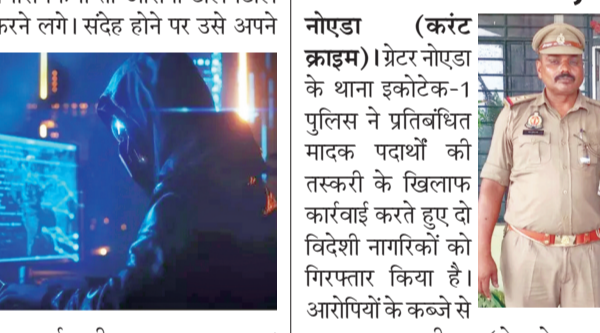 करने लगे। संदेह होने पर उसे अपने
नोएडा (करंट
क्राइम)। ग्रेटर नोएडा
के थाना इकोटेक-1
पुलिस ने प्रतिबंधित
मादक पदार्थों की
तस्करी के खिलाफ
कार्रवाई करते हुए दो
विदेशी नागरिकों को
गिरफ्तार किया है।
आरोपियों के कब्जे से